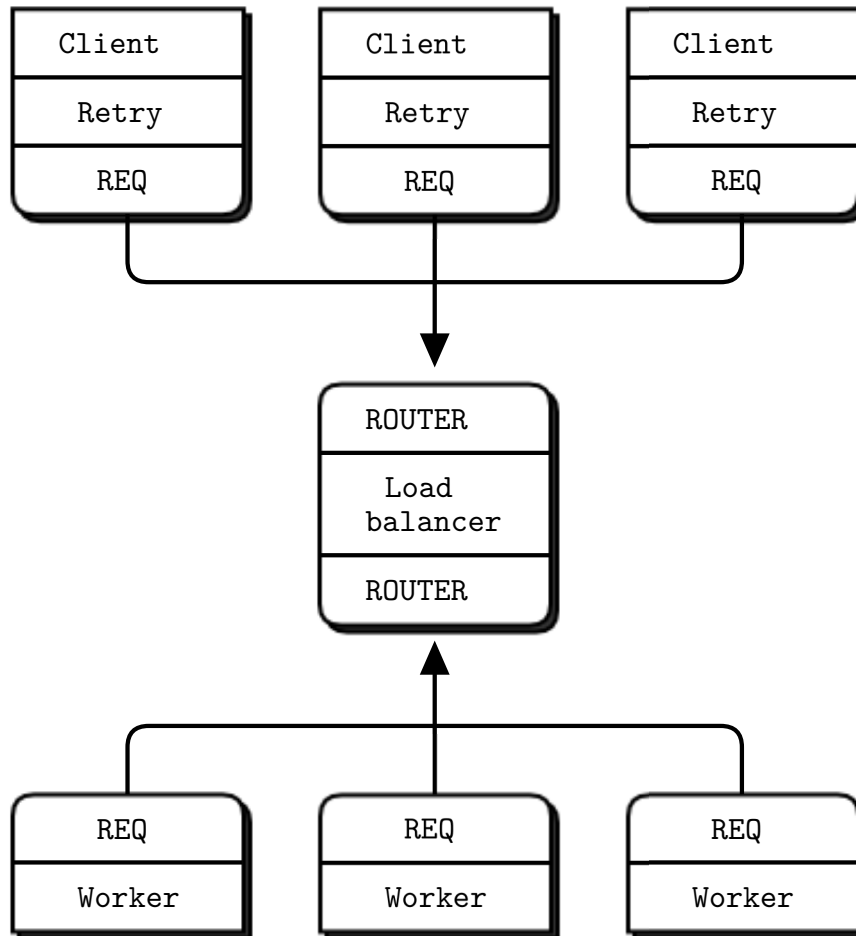 Client
Client
Client
Retry
Retry
Retry
REQ
REQ
REQ
ROUTER
Load
balancer
ROUTER
REQ
REQ
REQ
Worker
Worker
Worker